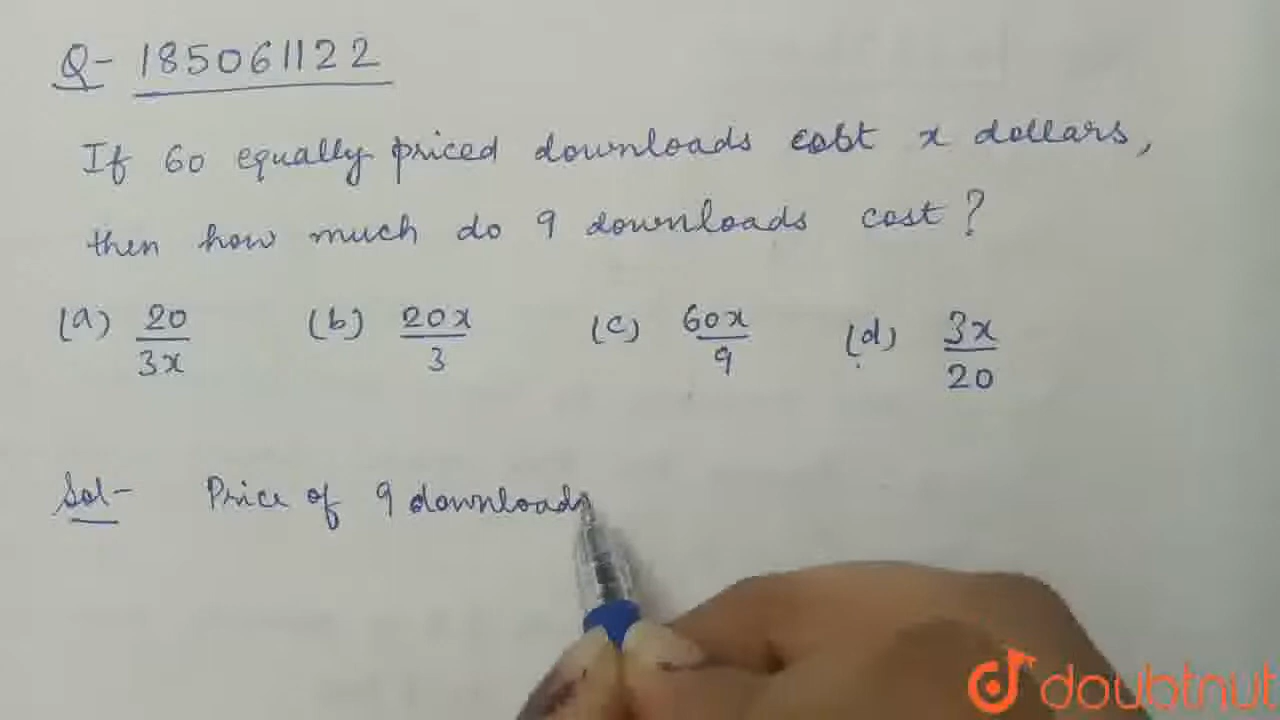 Q- 185061122
If 60 equally priced downloads cost x dollars,
then how much do 9 downloads cost?
(a) 20/3x (b) 20x/3 (c) 60x/9 (d) 3x/20
Sol- Price of 9 downloads
doubtnut